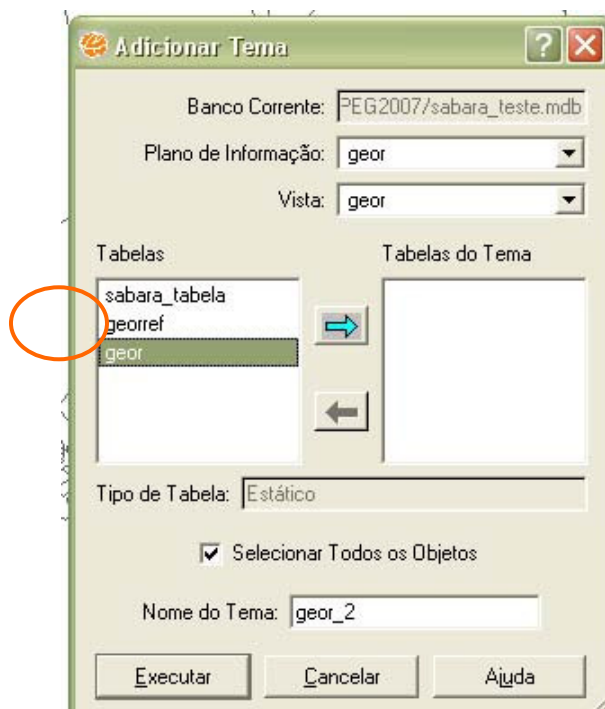 Adicionar Tema
Banco Corrente: PEG2007/sabara_teste.mdb
Plano de Informação: geor
Vista: geor
Tabelas Tabelas do Tema
sabara_tabela
georref
geor
Tipo de Tabela: Estático
Selecionar Todos os Objetos
Nome do Tema: geor_2
Executar Cancelar Ajuda